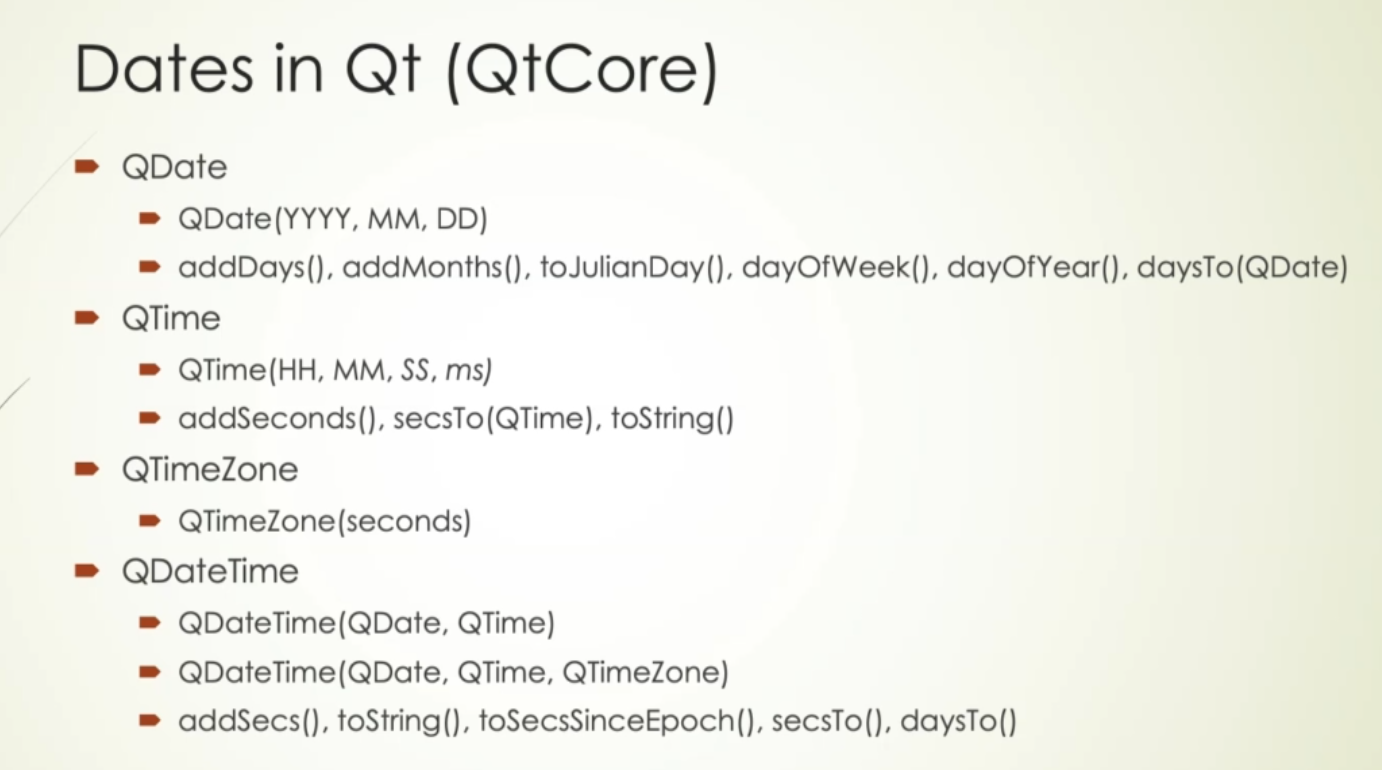 Dates in Qt (QtCore)
QDate
QDate(YYYY, MM, DD)
addDays(), addMonths(), toJulianDay(), dayOfWeek(), dayOfYear(), daysTo(QDate)
QTime
QTime(HH, MM, SS, ms)
addSeconds(), secsTo(QTime), toString()
QTimeZone
QTimeZone(seconds)
QDateTime
QDateTime(QDate, QTime)
QDateTime(QDate, QTime, QTimeZone)
addSecs(), toString(), toSecsSinceEpoch(), secsTo(), daysTo()